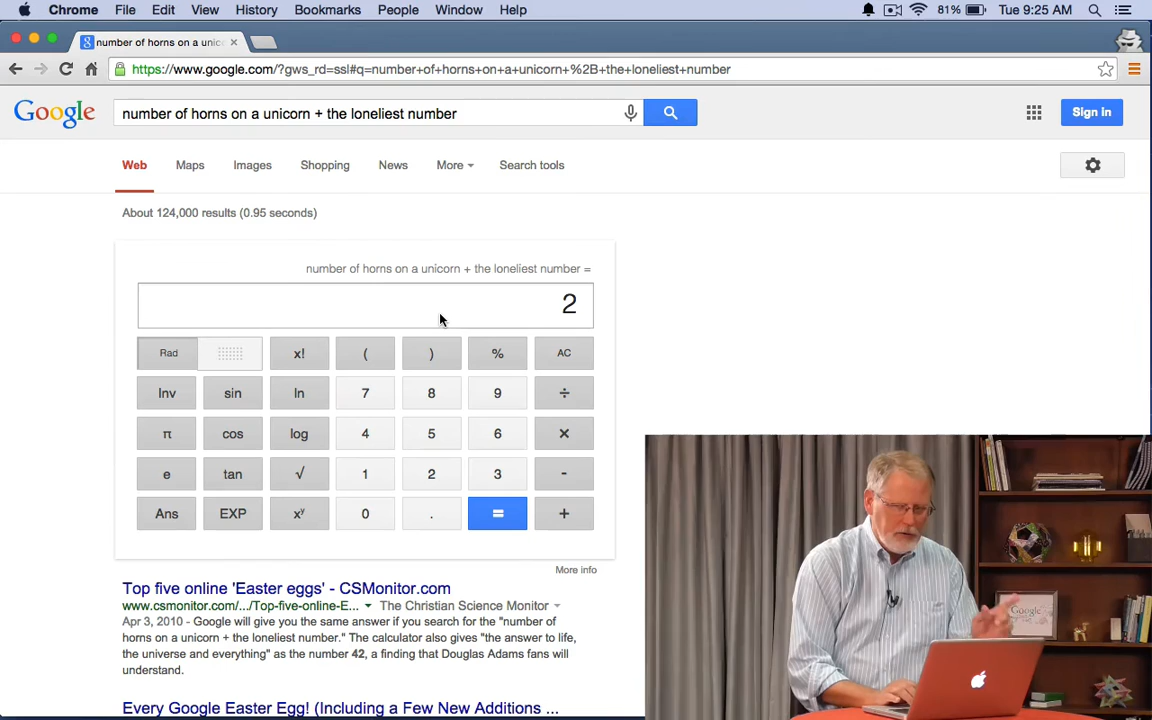 Chrome File Edit View History Bookmarks People Window Help 81% Tue 9:25 AM
number of horns on a unic
https://www.google.com/?gws_rd=ssl#q=number+of+horns+on+a+unicorn+%2B+the+loneliest+number
Google number of horns on a unicorn + the loneliest number Sign in
Web Maps Images Shopping News More Search tools
About 124,000 results (0.95 seconds)
number of horns on a unicorn + the loneliest number =
2
Rad x! ( ) % AC
Inv sin ln 7 8 9 ÷
π cos log 4 5 6 ×
e tan √ 1 2 3 -
Ans EXP xʸ 0 . = +
More info
Top five online 'Easter eggs' - CSMonitor.com
www.csmonitor.com/.../Top-five-online-E... The Christian Science Monitor
Apr 3, 2010 - Google will give you the same answer if you search for the "number of
horns on a unicorn + the loneliest number." The calculator also gives "the answer to life,
the universe and everything" as the number 42, a finding that Douglas Adams fans will
understand.
Every Google Easter Egg! (Including a Few New Additions ...
Google